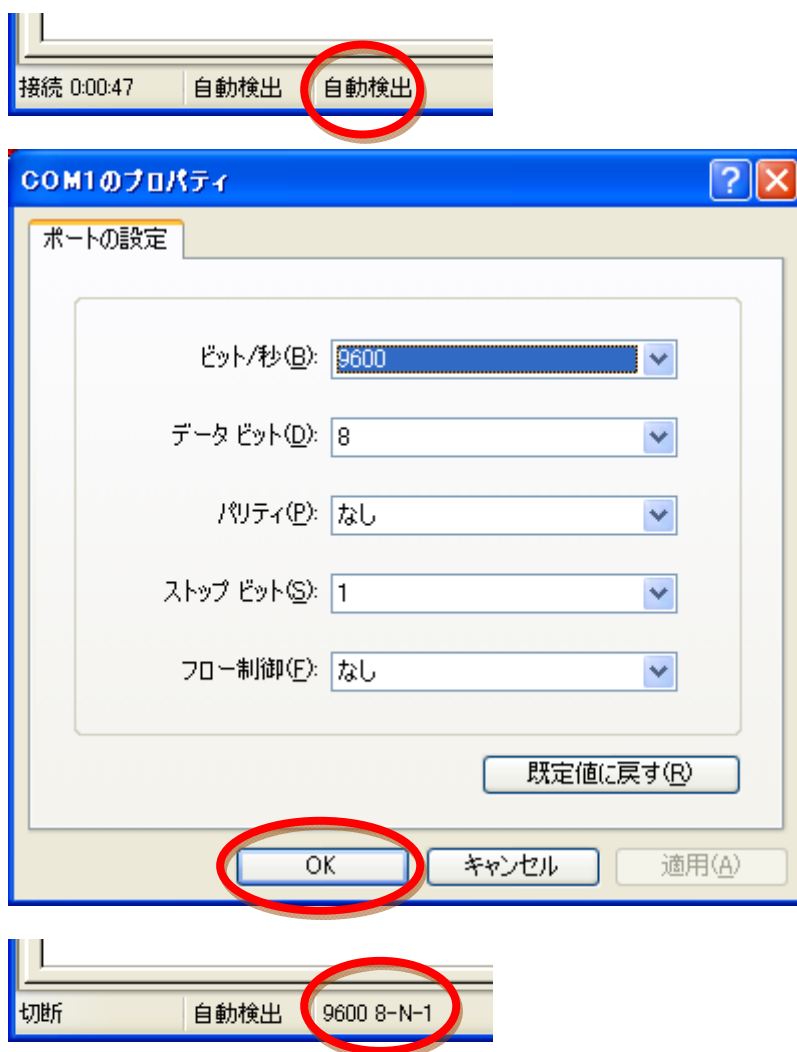 接続 0:00:47 自動検出 自動検出
COM1のプロパティ
ポートの設定
ビット/秒(B): 9600
データ ビット(D): 8
パリティ(P): なし
ストップ ビット(S): 1
フロー制御(F): なし
既定値に戻す(R)
OK キャンセル 適用(A)
切断 自動検出 9600 8-N-1